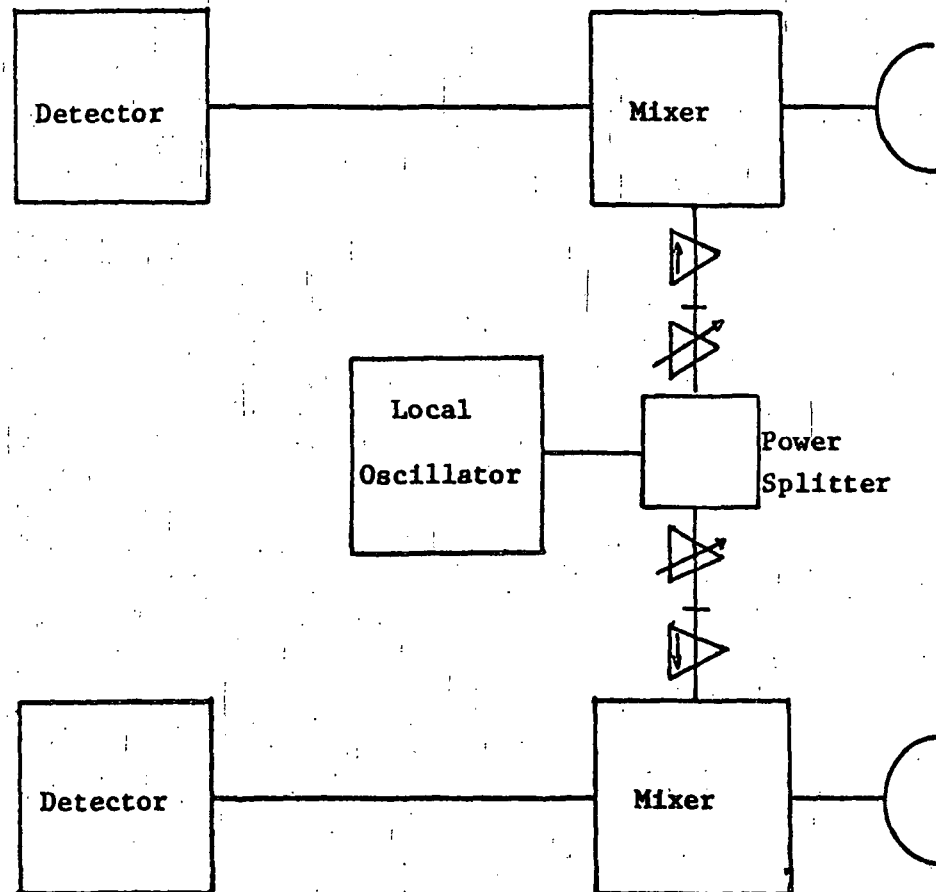 Detector
Mixer
Local
Oscillator
Power
Splitter
Detector
Mixer